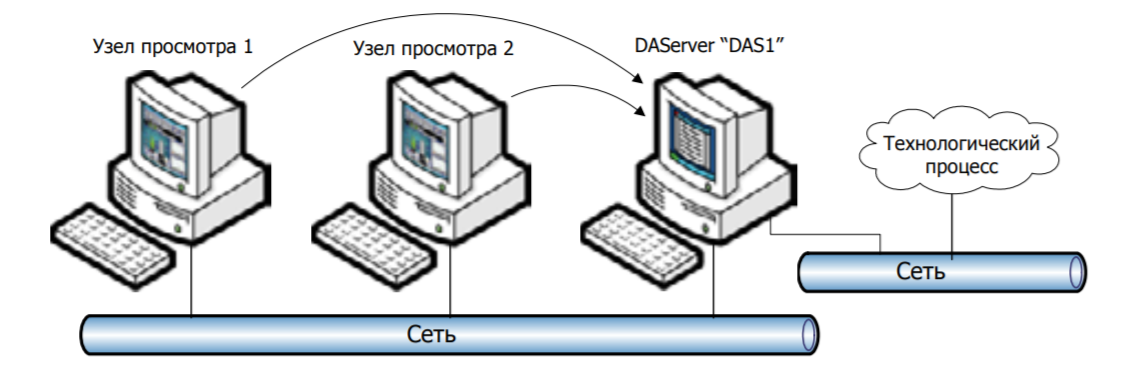 Узел просмотра 1
Узел просмотра 2
DAServer “DAS1”
Технологический
процесс
Сеть
Сеть